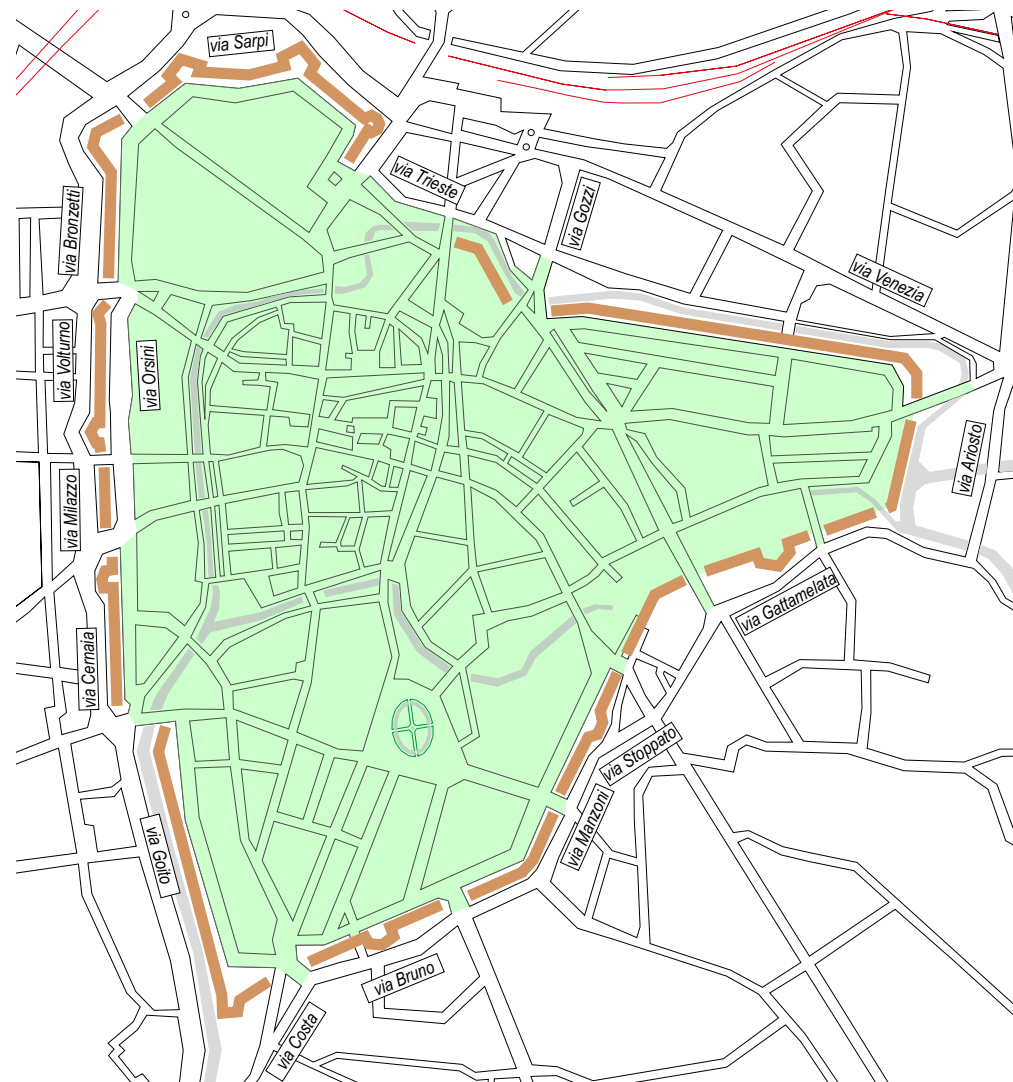 via Sarpi
via Trieste
via Gozzi
via Bronzetti
via Venezia
via Volturno
via Orsini
via Ariosto
via Milazzo
via Gattamelata
via Cernaia
via Stoppato
via Manzoni
via Goito
via Bruno
via Costa